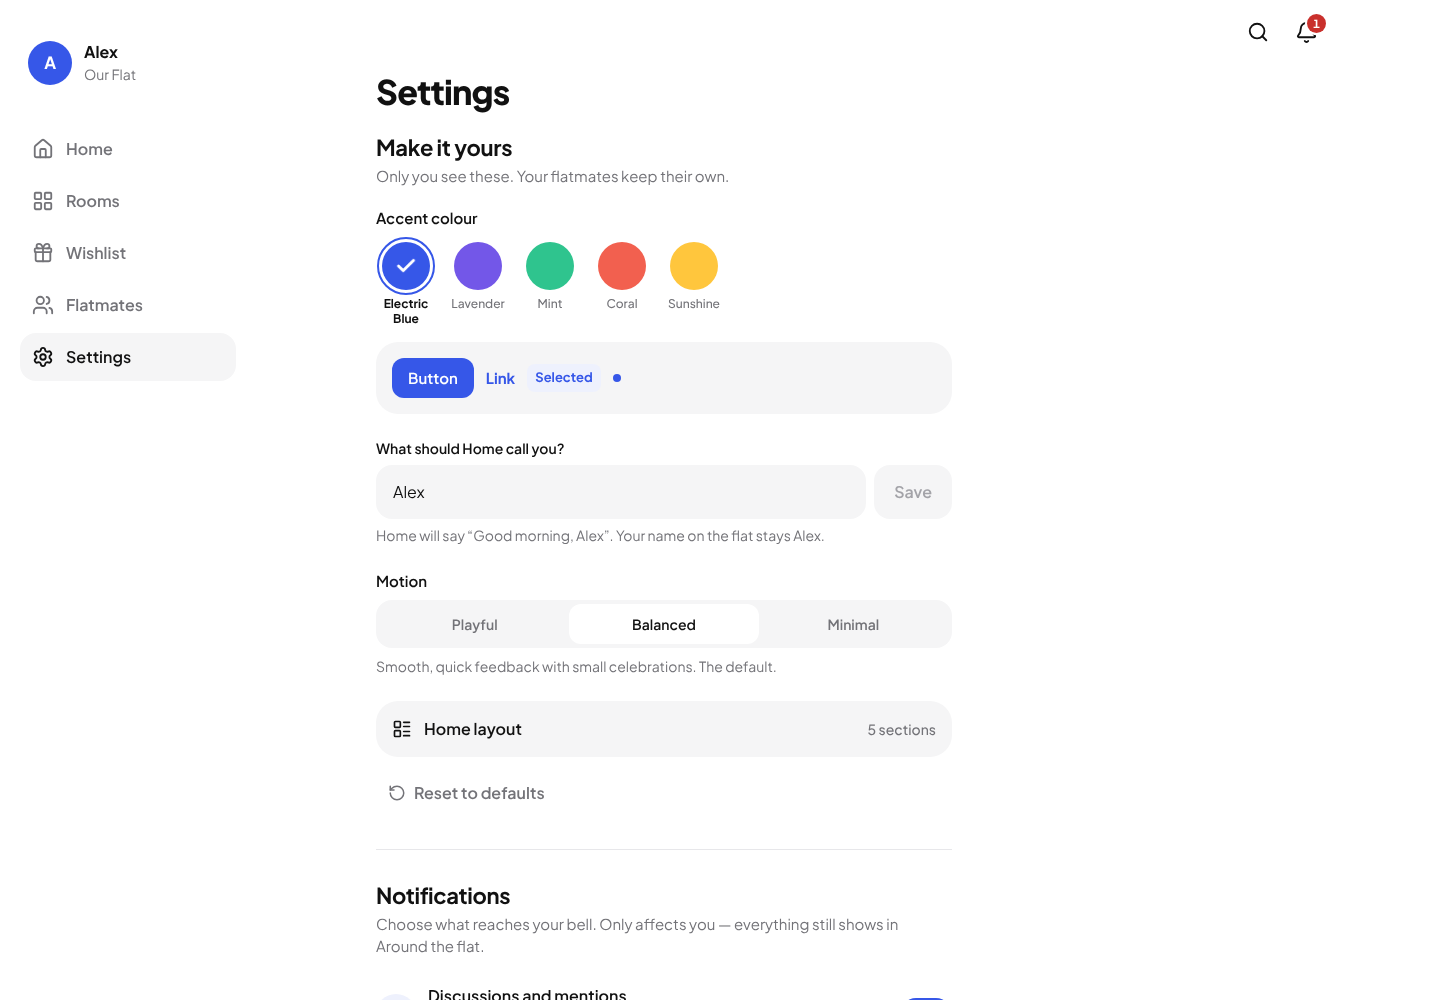 A
Alex
Our Flat
1
Home
Rooms
Wishlist
Flatmates
Settings
Settings
Make it yours
Only you see these. Your flatmates keep their own.
Accent colour
Electric
Blue
Lavender
Mint
Coral
Sunshine
Button
Link
Selected
What should Home call you?
Alex
Save
Home will say “Good morning, Alex”. Your name on the flat stays Alex.
Motion
Playful
Balanced
Minimal
Smooth, quick feedback with small celebrations. The default.
Home layout
5 sections
Reset to defaults
Notifications
Choose what reaches your bell. Only affects you — everything still shows in
Around the flat.
Discussions and mentions